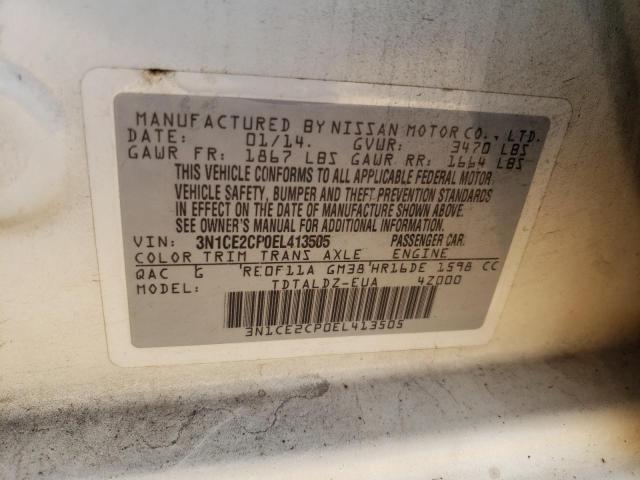 MANUFACTURED BY NISSAN MOTOR CO., LTD.
DATE: 01/14. GVWR: 3470 LBS
GAWR FR: 1867 LBS GAWR RR: 1664 LBS
THIS VEHICLE CONFORMS TO ALL APPLICABLE FEDERAL MOTOR
VEHICLE SAFETY, BUMPER AND THEFT PREVENTION STANDARDS
IN EFFECT ON THE DATE OF MANUFACTURE SHOWN ABOVE.
SEE OWNER'S MANUAL FOR ADDITIONAL INFORMATION.
VIN: 3N1CE2CP0EL413505 PASSENGER CAR
COLOR TRIM TRANS AXLE ENGINE
QAC G 'RE0F11A GM38'HR16DE 1598 CC
MODEL: TDTALDZ-EUA 4Z000
3N1CE2CP0EL413505